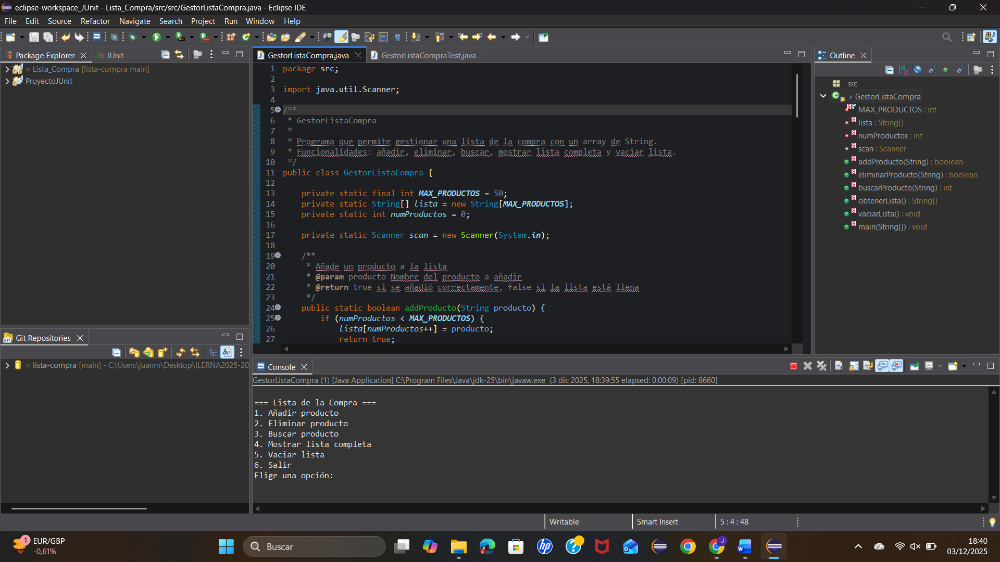 eclipse-workspace_JUnit - Lista_Compra/src/src/GestorListaCompra.java - Eclipse IDE
File Edit Source Refactor Navigate Search Project Run Window Help
Package Explorer
JUnit
> Lista_Compra [lista-compra main]
ProyectoJUnit
GestorListaCompra.java
GestorListaCompraTest.java
1 package src;
2
3 import java.util.Scanner;
4
5 /**
6 * GestorListaCompra
7 *
8 * Programa que permite gestionar una lista de la compra con un array de String.
9 * Funcionalidades: añadir, eliminar, buscar, mostrar lista completa y vaciar lista.
10 */
11 public class GestorListaCompra {
12
13 private static final int MAX_PRODUCTOS = 50;
14 private static String[] lista = new String[MAX_PRODUCTOS];
15 private static int numProductos = 0;
16
17 private static Scanner scan = new Scanner(System.in);
18
19 /**
20 * Añade un producto a la lista
21 * @param producto Nombre del producto a añadir
22 * @return true si se añadió correctamente, false si la lista está llena
23 */
24 public static boolean addProducto(String producto) {
25 if (numProductos < MAX_PRODUCTOS) {
26 lista[numProductos++] = producto;
27 return true;
Outline
src
> GestorListaCompra
MAX_PRODUCTOS : int
lista : String[]
numProductos : int
scan : Scanner
addProducto(String) : boolean
eliminarProducto(String) : boolean
buscarProducto(String) : int
obtenerLista() : String[]
vaciarLista() : void
main(String[]) : void
Git Repositories
> lista-compra [main] - C:\Users\juanm\Desktop\ILERNA2025-20
Console
GestorListaCompra (1) [Java Application] C:\Program Files\Java\jdk-25\bin\javaw.exe (3 dic 2025, 18:39:55 elapsed: 0:00:09) [pid: 8660]
=== Lista de la Compra ===
1. Añadir producto
2. Eliminar producto
3. Buscar producto
4. Mostrar lista completa
5. Vaciar lista
6. Salir
Elige una opción:
Writable
Smart Insert
5 : 4 : 48
1
EUR/GBP
-0,61%
Buscar
18:40
03/12/2025